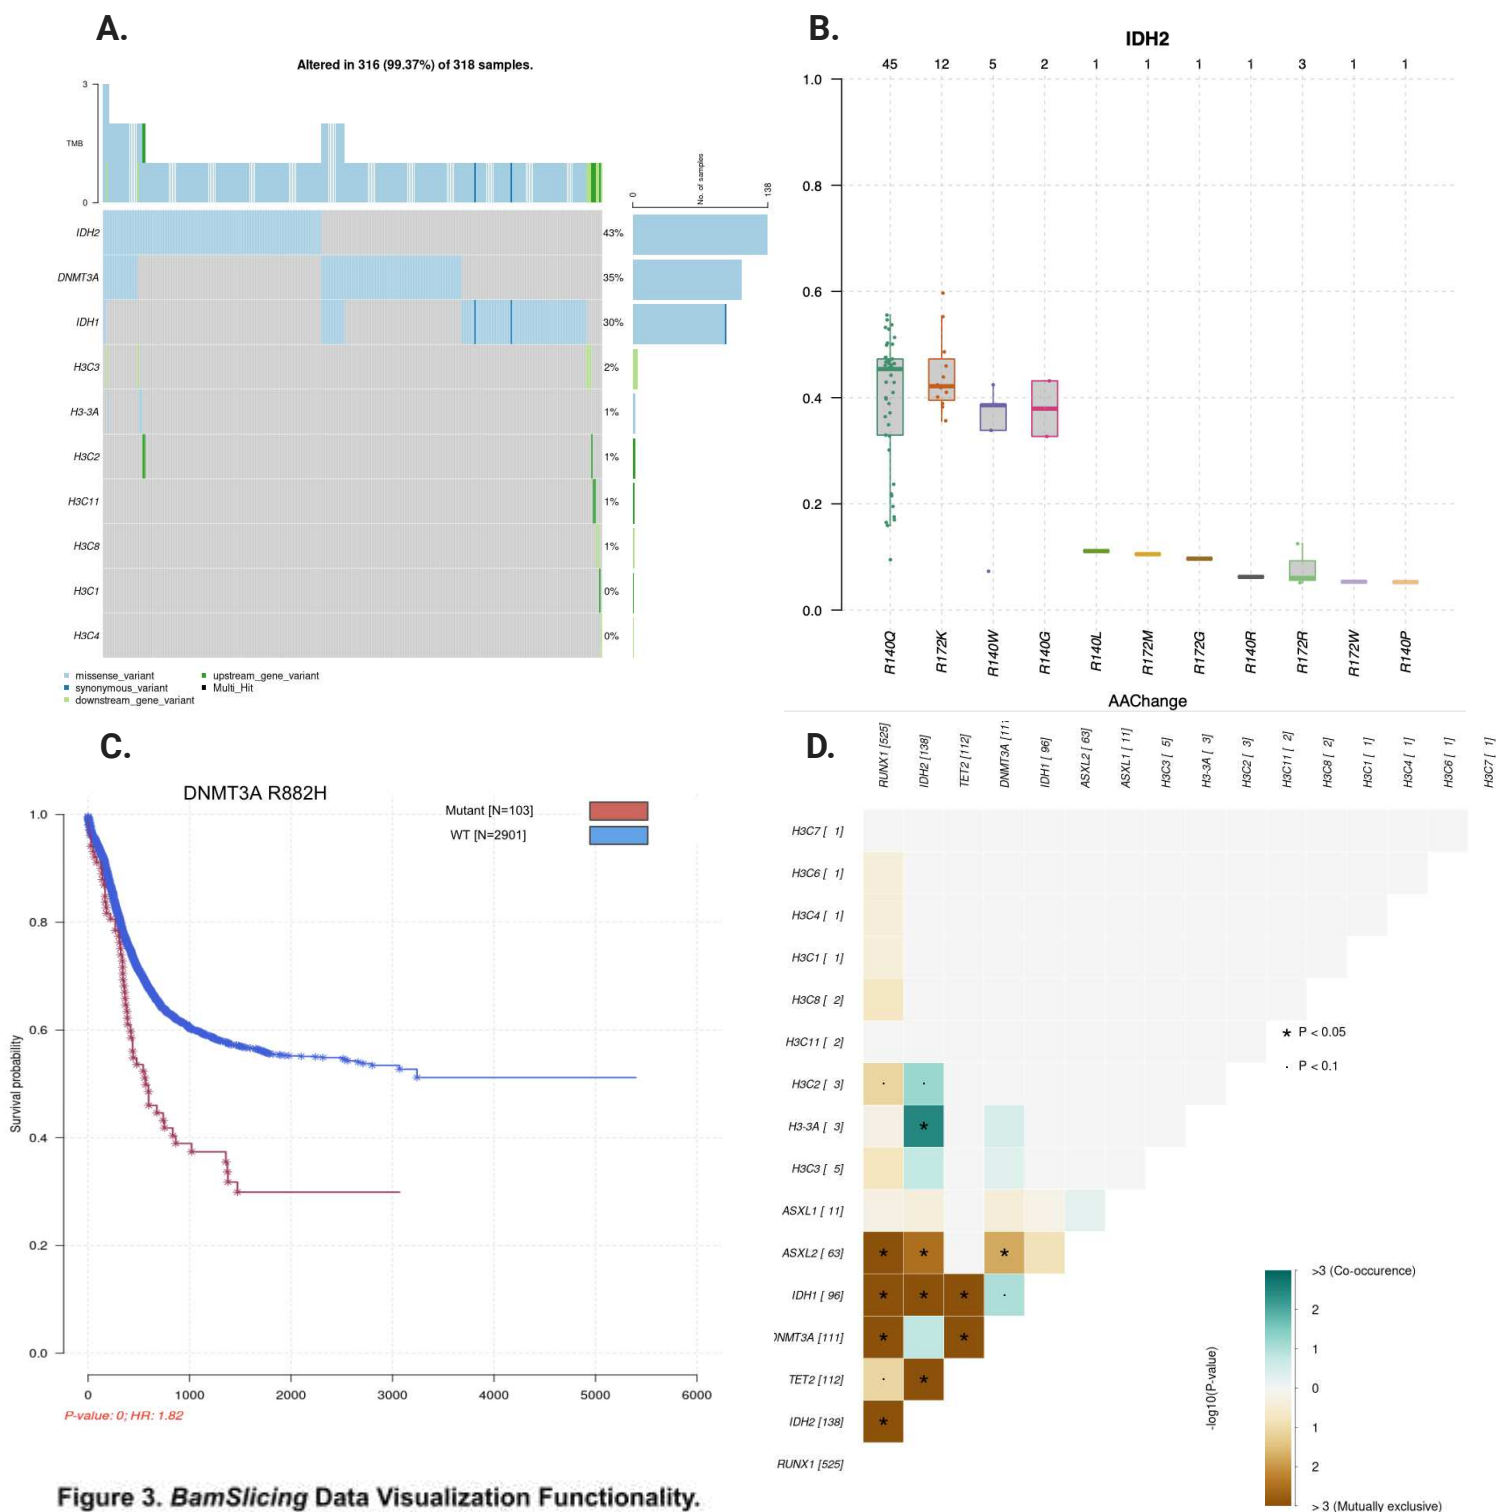 A.
Altered in 316 (99.37%) of 318 samples.
3
TMB
0
No. of samples
0
138
IDH2
43%
DNMT3A
35%
IDH1
30%
H3C3
2%
H3-3A
1%
H3C2
1%
H3C11
1%
H3C8
1%
H3C1
0%
H3C4
0%
missense_variant
synonymous_variant
downstream_gene_variant
upstream_gene_variant
Multi_Hit
B.
IDH2
45 12 5 2 1 1 1 1 3 1 1
1.0
0.8
0.6
0.4
0.2
0.0
R140Q R172K R140W R140G R140L R172M R172G R140R R172R R172W R140P
AAChange
C.
DNMT3A R882H
Mutant [N=103]
WT [N=2901]
Survival probability
1.0
0.8
0.6
0.4
0.2
0.0
0 1000 2000 3000 4000 5000 6000
P-value: 0; HR: 1.82
D.
RUNX1 [525]
IDH2 [138]
TET2 [112]
DNMT3A [111
IDH1 [ 96]
ASXL2 [ 63]
ASXL1 [ 11]
H3C3 [ 5]
H3-3A [ 3]
H3C2 [ 3]
H3C11 [ 2]
H3C8 [ 2]
H3C1 [ 1]
H3C4 [ 1]
H3C6 [ 1]
H3C7 [ 1]
H3C7 [ 1]
H3C6 [ 1]
H3C4 [ 1]
H3C1 [ 1]
H3C8 [ 2]
H3C11 [ 2]
H3C2 [ 3]
H3-3A [ 3]
H3C3 [ 5]
ASXL1 [ 11]
ASXL2 [ 63]
IDH1 [ 96]
DNMT3A [111]
TET2 [112]
IDH2 [138]
RUNX1 [525]
* P < 0.05
· P < 0.1
-log10(P-value)
>3 (Co-occurence)
2
1
0
1
2
> 3 (Mutually exclusive)
Figure 3. BamSlicing Data Visualization Functionality.